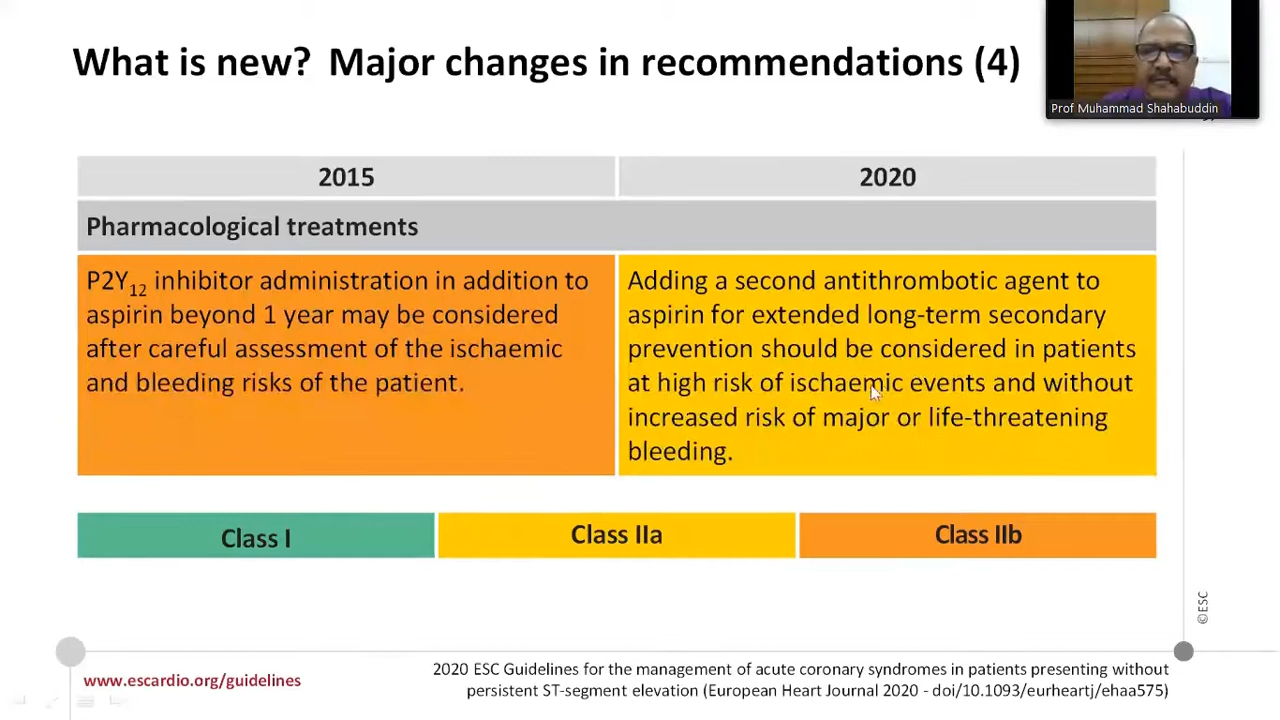 What is new? Major changes in recommendations (4)
Prof Muhammad Shahabuddin
2015
2020
Pharmacological treatments
P2Y12 inhibitor administration in addition to
aspirin beyond 1 year may be considered
after careful assessment of the ischaemic
and bleeding risks of the patient.
Adding a second antithrombotic agent to
aspirin for extended long-term secondary
prevention should be considered in patients
at high risk of ischaemic events and without
increased risk of major or life-threatening
bleeding.
Class I
Class IIa
Class IIb
©ESC
www.escardio.org/guidelines
2020 ESC Guidelines for the management of acute coronary syndromes in patients presenting without
persistent ST-segment elevation (European Heart Journal 2020 - doi/10.1093/eurheartj/ehaa575)